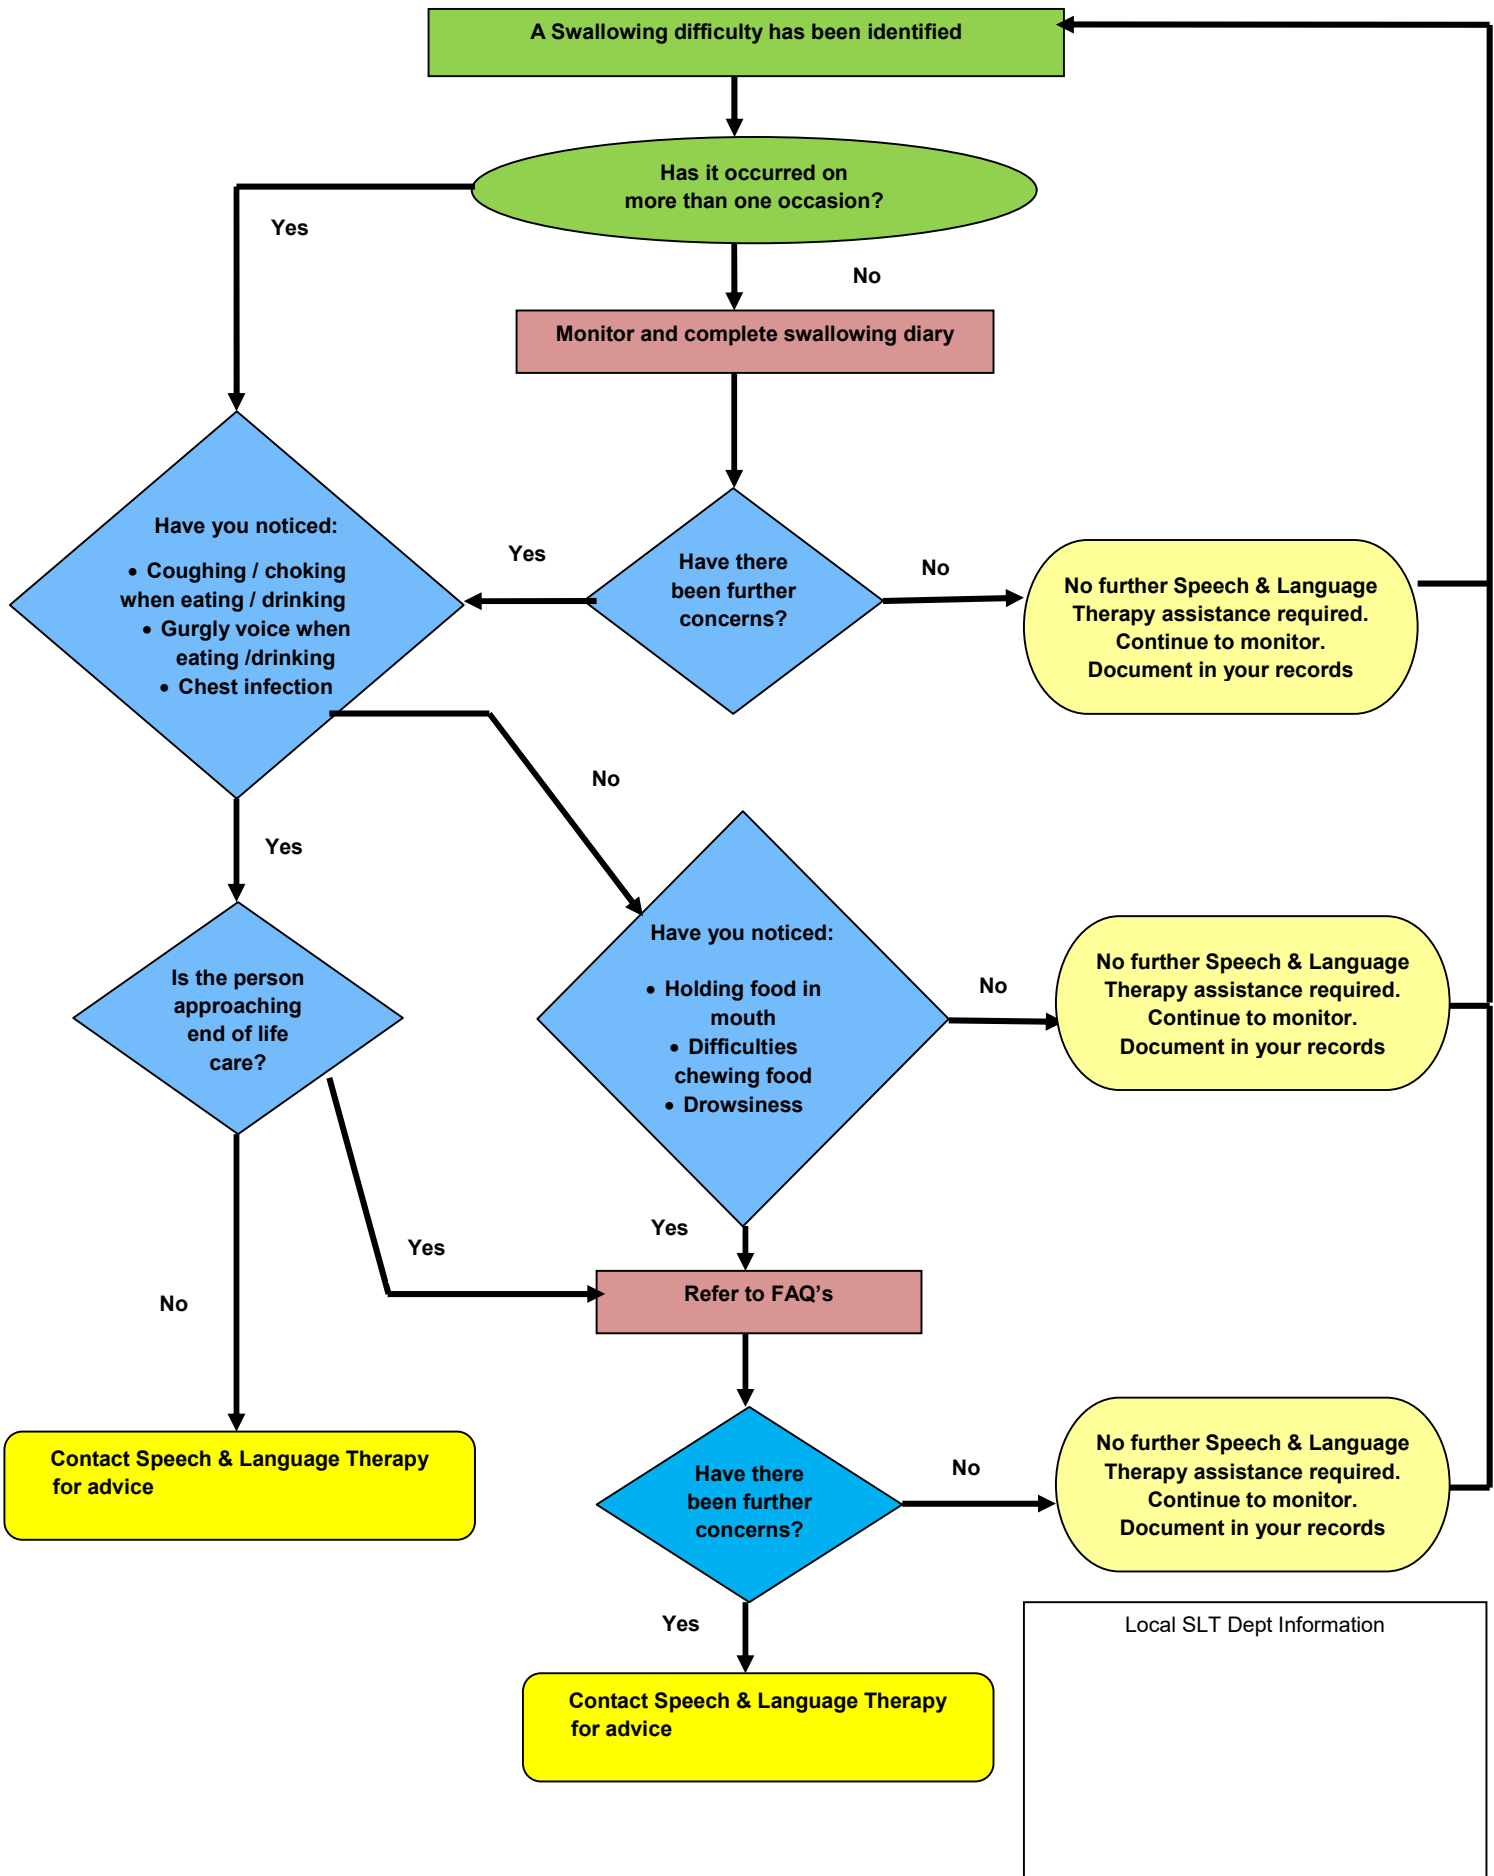 A Swallowing difficulty has been identified
Has it occurred on
more than one occasion?
Yes
No
Monitor and complete swallowing diary
Have you noticed:
• Coughing / choking
when eating / drinking
• Gurgly voice when
eating /drinking
• Chest infection
Yes
Have there
been further
concerns?
No
No further Speech & Language
Therapy assistance required.
Continue to monitor.
Document in your records
No
Yes
Is the person
approaching
end of life
care?
Have you noticed:
• Holding food in
mouth
• Difficulties
chewing food
• Drowsiness
No
No further Speech & Language
Therapy assistance required.
Continue to monitor.
Document in your records
Yes
Yes
No
Refer to FAQ's
Contact Speech & Language Therapy
for advice
Have there
been further
concerns?
No
No further Speech & Language
Therapy assistance required.
Continue to monitor.
Document in your records
Yes
Contact Speech & Language Therapy
for advice
Local SLT Dept Information